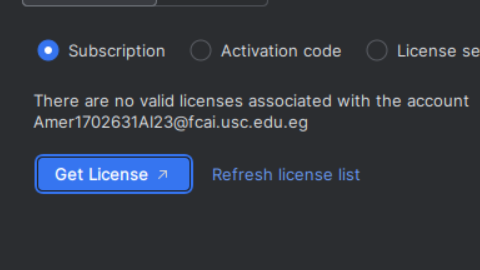 Subscription Activation code License se
There are no valid licenses associated with the account
Amer1702631AI23@fcai.usc.edu.eg
Get License ↗ Refresh license list